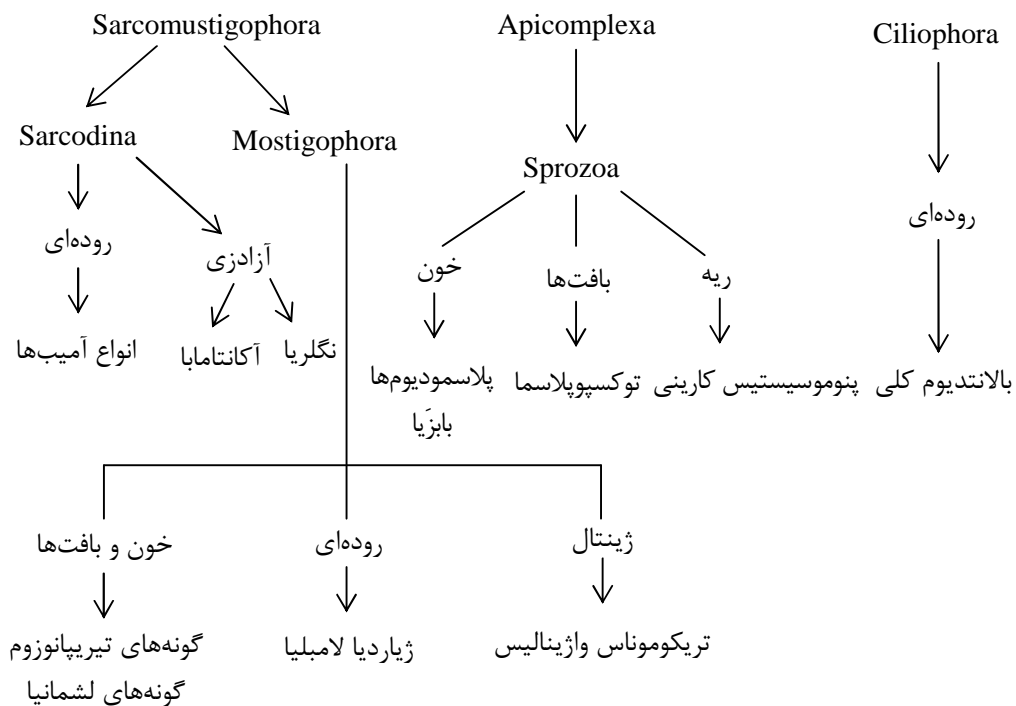 Sarcomustigophora
Apicomplexa
Ciliophora
Sarcodina
Mostigophora
Sprozoa
روده‌ای
آزادزی
خون
بافت‌ها
ریه
روده‌ای
انواع آمیب‌ها
آکانتامابا
نگلریا
پلاسمودیوم‌ها
بابزَیا
توکسپوپلاسما
پنوموسیستیس کارینی
بالانتدیوم کلی
خون و بافت‌ها
روده‌ای
ژینتال
گونه‌های تیریپانوزوم
گونه‌های لشمانیا
ژیاردیا لامبلیا
تریکوموناس واژینالیس